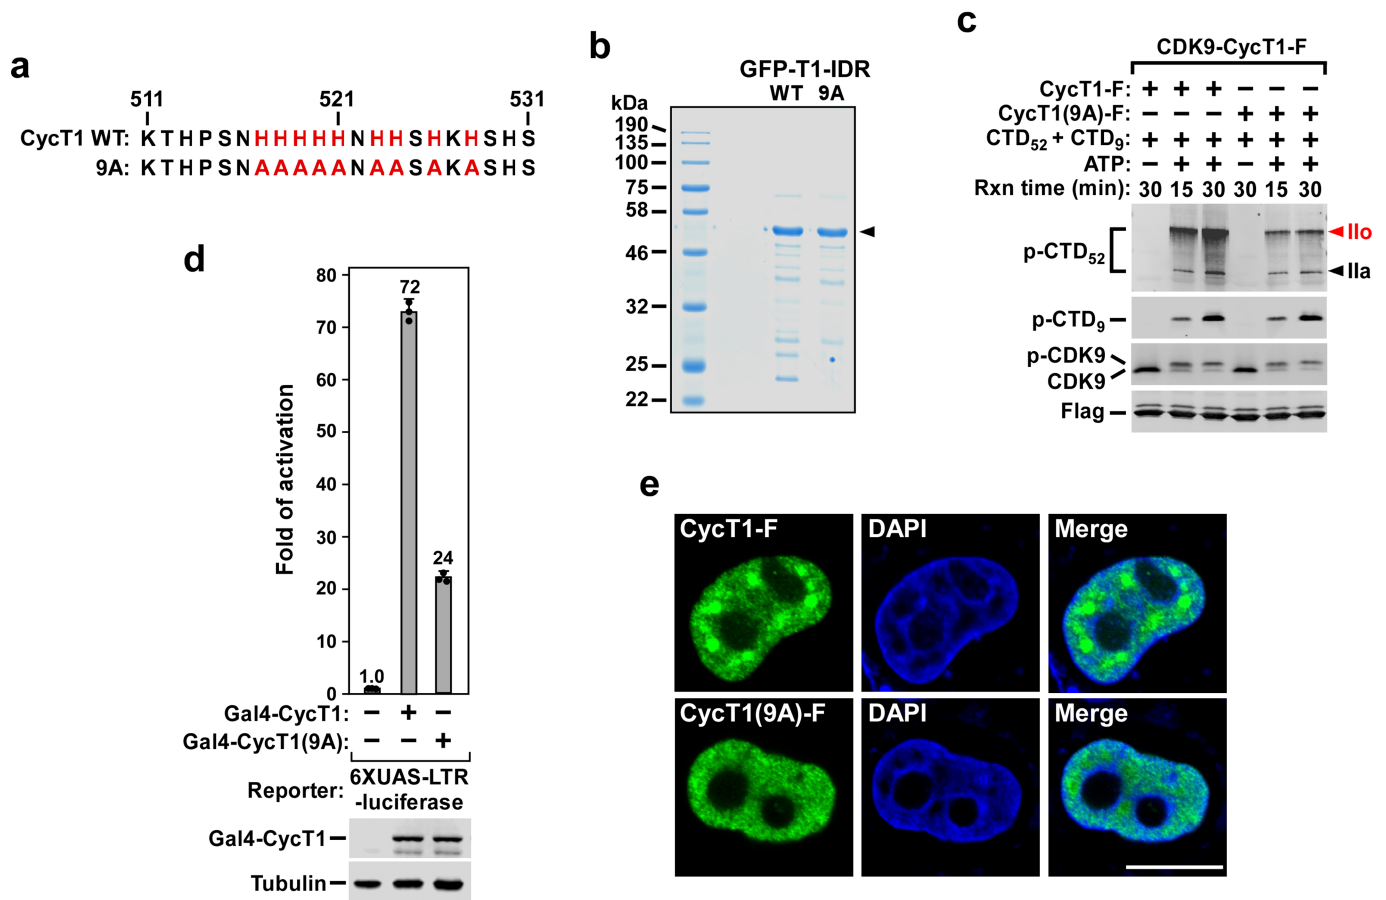 a
511 521 531
CycT1 WT: K T H P S N H H H H H N H H S H K H S H S
9A: K T H P S N A A A A A N A A S A K A S H S
b
GFP-T1-IDR
WT 9A
kDa
190
135
100
75
58
46
32
25
22
c
CDK9-CycT1-F
CycT1-F: + + + – – –
CycT1(9A)-F: – – – + + +
CTD52 + CTD9: + + + + + +
ATP: – + + – + +
Rxn time (min): 30 15 30 30 15 30
p-CTD52
IIo
IIa
p-CTD9
p-CDK9
CDK9
Flag
d
Fold of activation
80
70
60
50
40
30
20
10
0
1.0
72
24
Gal4-CycT1: – + –
Gal4-CycT1(9A): – – +
Reporter:
6XUAS-LTR
-luciferase
Gal4-CycT1
Tubulin
e
CycT1-F DAPI Merge
CycT1(9A)-F DAPI Merge